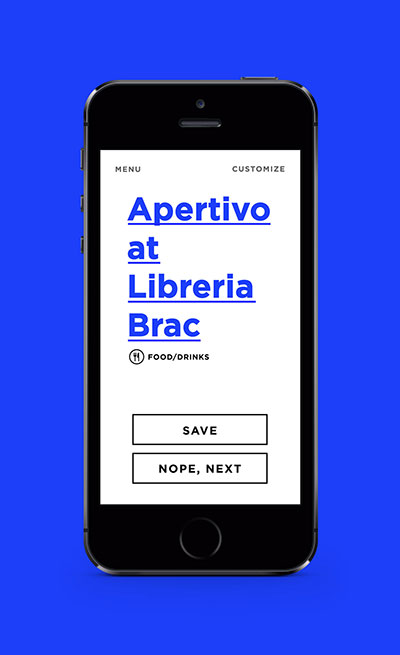 MENU
CUSTOMIZE
Apertivo
at
Libreria
Brac
FOOD/DRINKS
SAVE
NOPE, NEXT